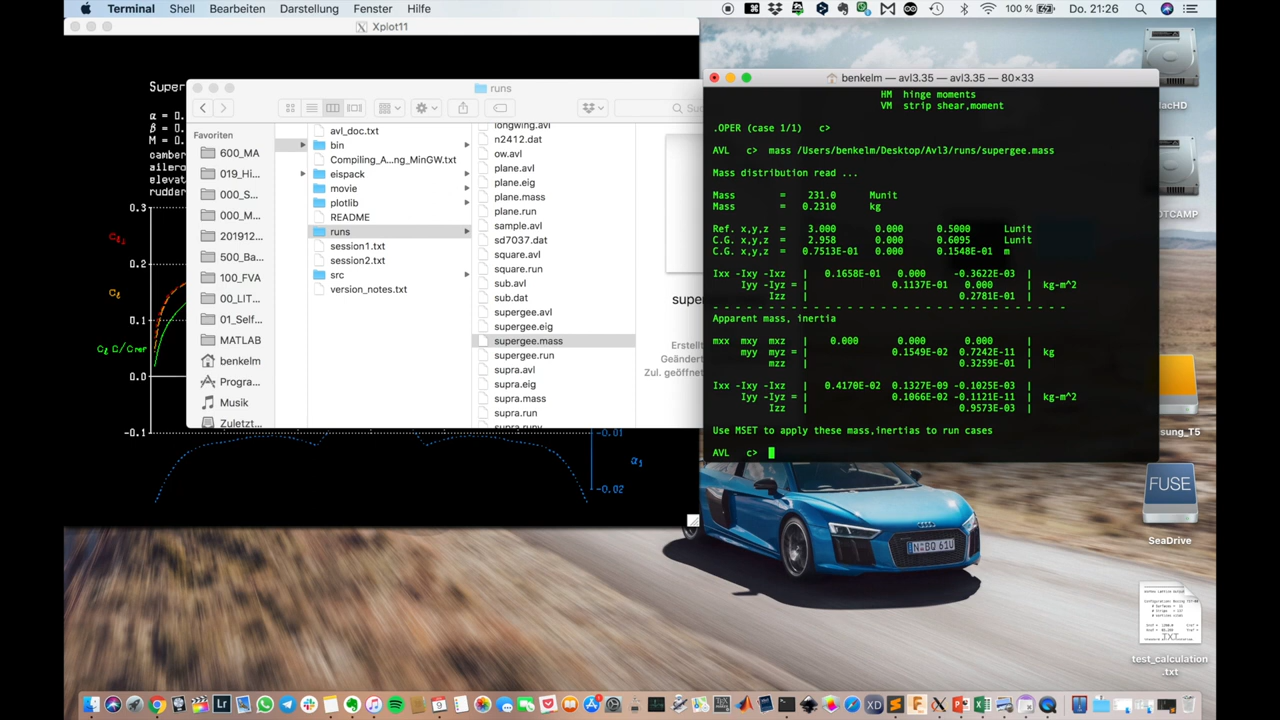 Terminal Shell Bearbeiten Darstellung Fenster Hilfe 100 % Do. 21:26
Xplot11
α = 0.
β = 0.
M = 0.
0.3
0.2
0.1
0.0
-0.1
-0.01
-0.02
runs
Favoriten
600_MA
019_Hi...
000_S...
000_M...
201912...
500_Ba...
100_FVA
00_LIT...
01_Self...
MATLAB
benkelm
Progra...
Musik
Zuletzt...
avl_doc.txt
bin
Compiling_A...ng_MinGW.txt
eispack
movie
plotlib
README
runs
session1.txt
session2.txt
src
version_notes.txt
longwing.avl
n2412.dat
ow.avl
plane.avl
plane.eig
plane.mass
plane.run
sample.avl
sd7037.dat
square.avl
square.run
sub.avl
sub.dat
supergee.avl
supergee.eig
supergee.mass
supergee.run
supra.avl
supra.eig
supra.mass
supra.run
Erstellt
Geändert
Zul. geöffnet
benkelm — avl3.35 — avl3.35 — 80×33
HM hinge moments
VM strip shear,moment
.OPER (case 1/1) c>
AVL c> mass /Users/benkelm/Desktop/Avl3/runs/supergee.mass
Mass distribution read ...
Mass = 231.0 Munit
Mass = 0.2310 kg
Ref. x,y,z = 3.000 0.000 0.5000 Lunit
C.G. x,y,z = 2.958 0.000 0.6095 Lunit
C.G. x,y,z = 0.7513E-01 0.000 0.1548E-01 m
Ixx -Ixy -Ixz | 0.1658E-01 0.000 -0.3622E-03 |
Iyy -Iyz = | 0.1137E-01 0.000 | kg-m^2
Izz | 0.2781E-01 |
- - - - - - - - - - - - - - - - - - - - - - - - - - - - - - - -
Apparent mass, inertia
mxx mxy mxz | 0.000 0.000 0.000 |
myy myz = | 0.1549E-02 0.7242E-11 | kg
mzz | 0.3259E-01 |
Ixx -Ixy -Ixz | 0.4170E-02 0.1327E-09 -0.1025E-03 |
Iyy -Iyz = | 0.1066E-02 -0.1121E-11 | kg-m^2
Izz | 0.9573E-03 |
Use MSET to apply these mass,inertias to run cases
AVL c>
N BQ 61U
FUSE
SeaDrive
TXT
test_calculation
.txt